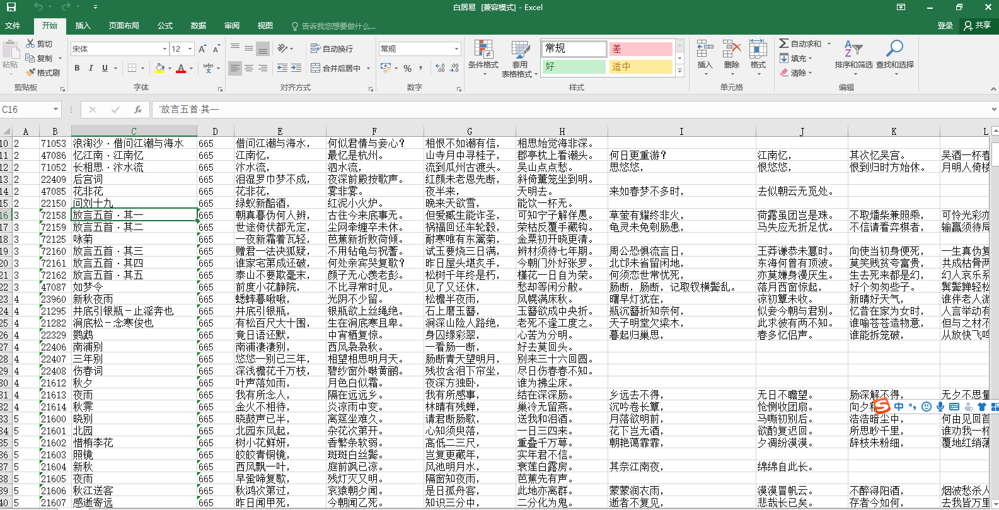 白居易 [兼容模式] - Excel
文件 开始 插入 页面布局 公式 数据 审阅 视图 告诉我您想要做什么... 登录 共享
粘贴 剪切 复制 格式刷 剪贴板
宋体 12 B I U wén 文 字体
自动换行 合并后居中 对齐方式
常规 % 数字
条件格式 套用表格格式 常规 差 好 适中 样式
插入 删除 格式 单元格
自动求和 填充 清除 排序和筛选 查找和选择 编辑
C16 fx '放言五首·其一
A B C D E F G H I J K L
10 2 71053 浪淘沙·借问江潮与海水 665 借问江潮与海水, 何似君情与妾心? 相恨不如潮有信, 相思始觉海非深。
11 2 47086 忆江南·江南忆 665 江南忆, 最忆是杭州。 山寺月中寻桂子, 郡亭枕上看潮头。 何日更重游? 江南忆, 其次忆吴宫。 吴酒一杯春
12 2 71052 长相思·汴水流 665 汴水流, 泗水流, 流到瓜州古渡头。 吴山点点愁。 思悠悠, 恨悠悠, 恨到归时方始休。 月明人倚楼
13 2 22409 后宫词 665 泪湿罗巾梦不成, 夜深前殿按歌声。 红颜未老恩先断, 斜倚薰笼坐到明。
14 2 47085 花非花 665 花非花, 雾非雾。 夜半来, 天明去。 来如春梦不多时, 去似朝云无觅处。
15 2 22150 问刘十九 665 绿蚁新醅酒, 红泥小火炉。 晚来天欲雪, 能饮一杯无。
16 3 72158 放言五首·其一 665 朝真暮伪何人辨, 古往今来底事无。 但爱臧生能诈圣, 可知宁子解佯愚。 草萤有耀终非火, 荷露虽团岂是珠。 不取燔柴兼照乘, 可怜光彩亦
17 3 72159 放言五首·其二 665 世途倚伏都无定, 尘网牵缠卒未休。 祸福回还车轮毂, 荣枯反覆手藏钩。 龟灵未免刳肠患, 马失应无折足忧。 不信请看弈棋者, 输赢须待局
18 3 72125 咏菊 665 一夜新霜着瓦轻, 芭蕉新折败荷倾。 耐寒唯有东篱菊, 金粟初开晓更清。
19 3 72160 放言五首·其三 665 赠君一法决狐疑, 不用钻龟与祝蓍。 试玉要烧三日满, 辨材须待七年期。 周公恐惧流言日, 王莽谦恭未篡时。 向使当初身便死, 一生真伪复
20 3 72161 放言五首·其四 665 谁家宅第成还破, 何处亲宾哭复歌? 昨日屋头堪炙手, 今朝门外好张罗。 北邙未省留闲地, 东海何曾有顶波。 莫笑贱贫夸富贵, 共成枯骨两
21 3 72162 放言五首·其五 665 泰山不要欺毫末, 颜子无心羡老彭。 松树千年终是朽, 槿花一日自为荣。 何须恋世常忧死, 亦莫嫌身漫厌生。 生去死来都是幻, 幻人哀乐系
22 3 47087 如梦令 665 前度小花静院, 不比寻常时见。 见了又还休, 愁却等闲分散。 肠断, 肠断, 记取钗横鬓乱。 落月西窗惊起, 好个匆匆些子。 鬓鬟亸轻松
23 4 23960 新秋夜雨 665 蟋蟀暮啾啾, 光阴不少留。 松檐半夜雨, 风幌满床秋。 曙早灯犹在, 凉初簟未收。 新晴好天气, 谁伴老人游
24 4 21295 井底引银瓶－止淫奔也 665 井底引银瓶, 银瓶欲上丝绳绝。 石上磨玉簪, 玉簪欲成中央折。 瓶沉簪折知奈何, 似妾今朝与君别。 忆昔在家为女时, 人言举动有
25 4 21282 涧底松－念寒俊也 665 有松百尺大十围, 生在涧底寒且卑。 涧深山险人路绝, 老死不逢工度之。 天子明堂欠梁木, 此求彼有两不知。 谁喻苍苍造物意, 但与之材不
26 4 22329 鹦鹉 665 竟日语还默, 中宵栖复惊。 身囚缘彩翠, 心苦为分明。 暮起归巢思, 春多忆侣声。 谁能拆笼破, 从放快飞鸣
27 4 22406 南浦别 665 南浦凄凄别, 西风袅袅秋。 一看肠一断, 好去莫回头。
28 4 22407 三年别 665 悠悠一别已三年, 相望相思明月天。 肠断青天望明月, 别来三十六回圆。
29 4 22408 伤春词 665 深浅檐花千万枝, 碧纱窗外啭黄鹂。 残妆含泪下帘坐, 尽日伤春春不知。
30 4 21612 秋夕 665 叶声落如雨, 月色白似霜。 夜深方独卧, 谁为拂尘床。
31 4 21613 夜雨 665 我有所念人, 隔在远远乡。 我有所感事, 结在深深肠。 乡远去不得, 无日不瞻望。 肠深解不得, 无夕不思量
32 4 21614 秋霁 665 金火不相待, 炎凉雨中变。 林晴有残蝉, 巢冷无留燕。 沉吟卷长簟, 怆恻收团扇。 向夕稍 中
33 5 21600 晓别 665 晓鼓声已半, 离筵坐难久。 请君断肠歌, 送我和泪酒。 月落欲明前, 马嘶初别后。 浩浩暗尘中, 何由见回首
34 5 21601 北园 665 北园东风起, 杂花次第开。 心知须臾落, 一日三四来。 花下岂无酒, 欲酌复迟回。 所思眇千里, 谁劝我一杯
35 5 21602 惜栯李花 665 树小花鲜妍, 香繁条软弱。 高低二三尺, 重叠千万萼。 朝艳蔼霏霏, 夕凋纷漠漠。 辞枝朱粉细, 覆地红绡薄
36 5 21603 照镜 665 皎皎青铜镜, 斑斑白丝鬓。 岂复更藏年, 实年君不信。
37 5 21604 新秋 665 西风飘一叶, 庭前飒已凉。 风池明月水, 衰莲白露房。 其奈江南夜, 绵绵自此长。
38 5 21605 夜雨 665 早蛩啼复歇, 残灯灭又明。 隔窗知夜雨, 芭蕉先有声。
39 5 21606 秋江送客 665 秋鸿次第过, 哀猿朝夕闻。 是日孤舟客, 此地亦离群。 蒙蒙润衣雨, 漠漠冒帆云。 不醉浔阳酒, 烟波愁杀人
40 5 21607 感逝寄远 665 昨日闻甲死, 今朝闻乙死。 知识三分中, 二分化为鬼。 逝者不复见, 悲哉长已矣。 存者今如何, 去我皆万里